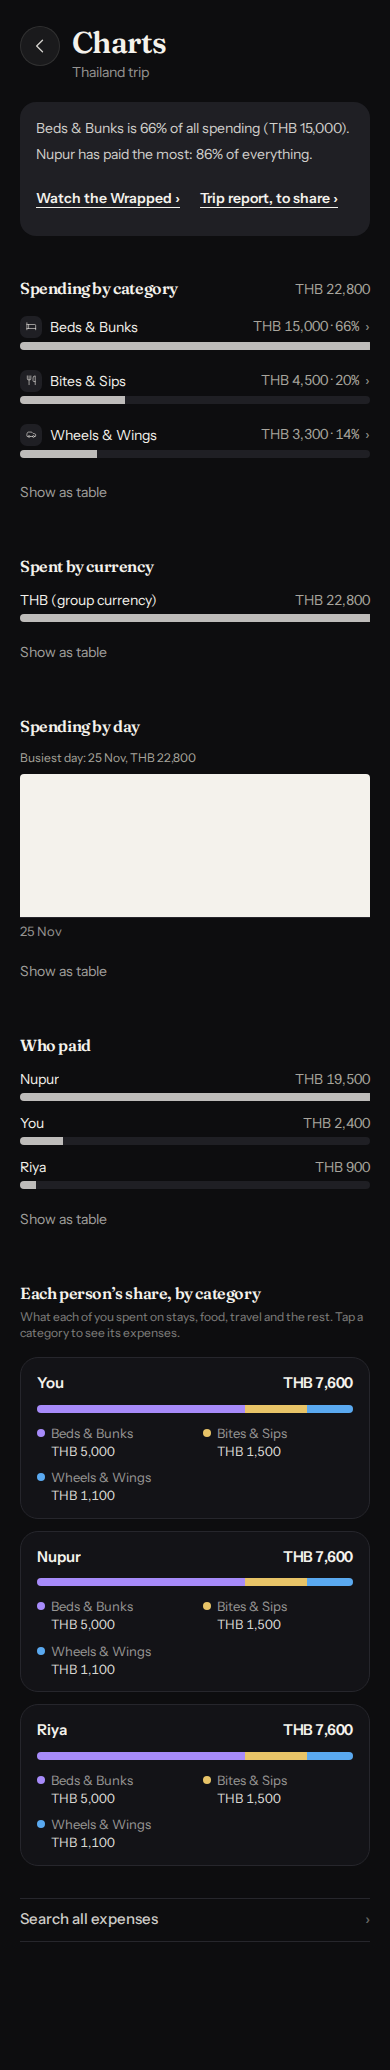 Charts
Thailand trip
Beds & Bunks is 66% of all spending (THB 15,000).
Nupur has paid the most: 86% of everything.
Watch the Wrapped › Trip report, to share ›
Spending by category THB 22,800
Beds & Bunks THB 15,000 · 66% ›
Bites & Sips THB 4,500 · 20% ›
Wheels & Wings THB 3,300 · 14% ›
Show as table
Spent by currency
THB (group currency) THB 22,800
Show as table
Spending by day
Busiest day: 25 Nov, THB 22,800
25 Nov
Show as table
Who paid
Nupur THB 19,500
You THB 2,400
Riya THB 900
Show as table
Each person’s share, by category
What each of you spent on stays, food, travel and the rest. Tap a
category to see its expenses.
You THB 7,600
Beds & Bunks Bites & Sips
THB 5,000 THB 1,500
Wheels & Wings
THB 1,100
Nupur THB 7,600
Beds & Bunks Bites & Sips
THB 5,000 THB 1,500
Wheels & Wings
THB 1,100
Riya THB 7,600
Beds & Bunks Bites & Sips
THB 5,000 THB 1,500
Wheels & Wings
THB 1,100
Search all expenses ›